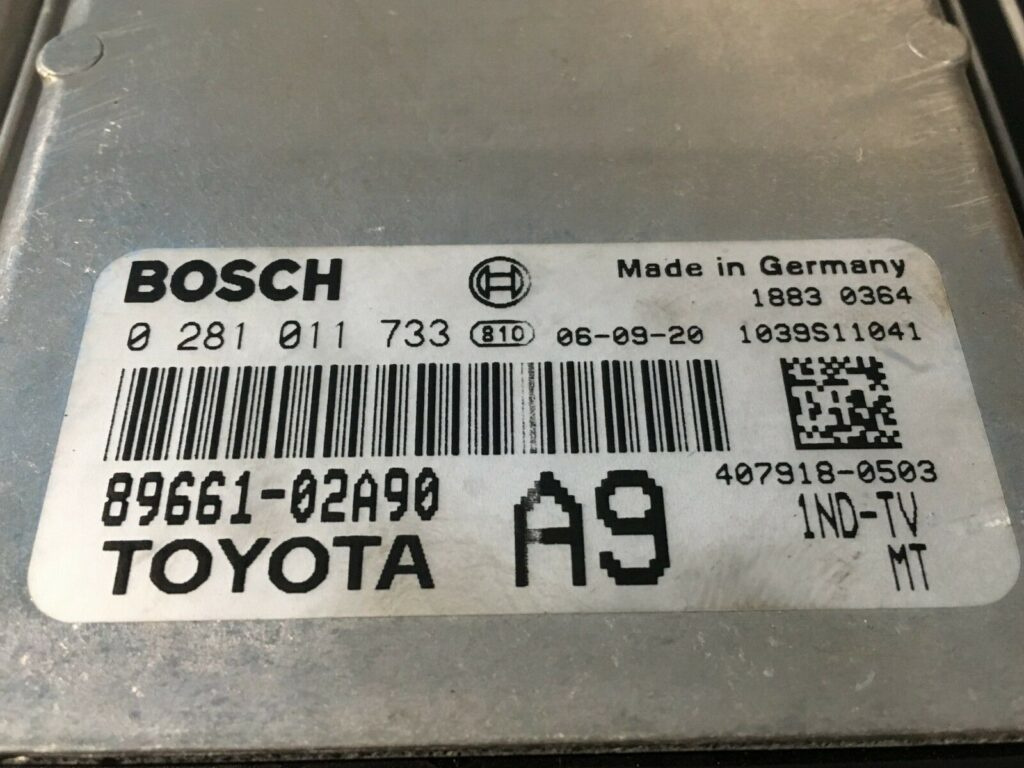 BOSCH Made in Germany
1883 0364
0 281 011 733 810 06-09-20 1039S11041
407918-0503
89661-02A90 A9 1ND-TV
TOYOTA MT